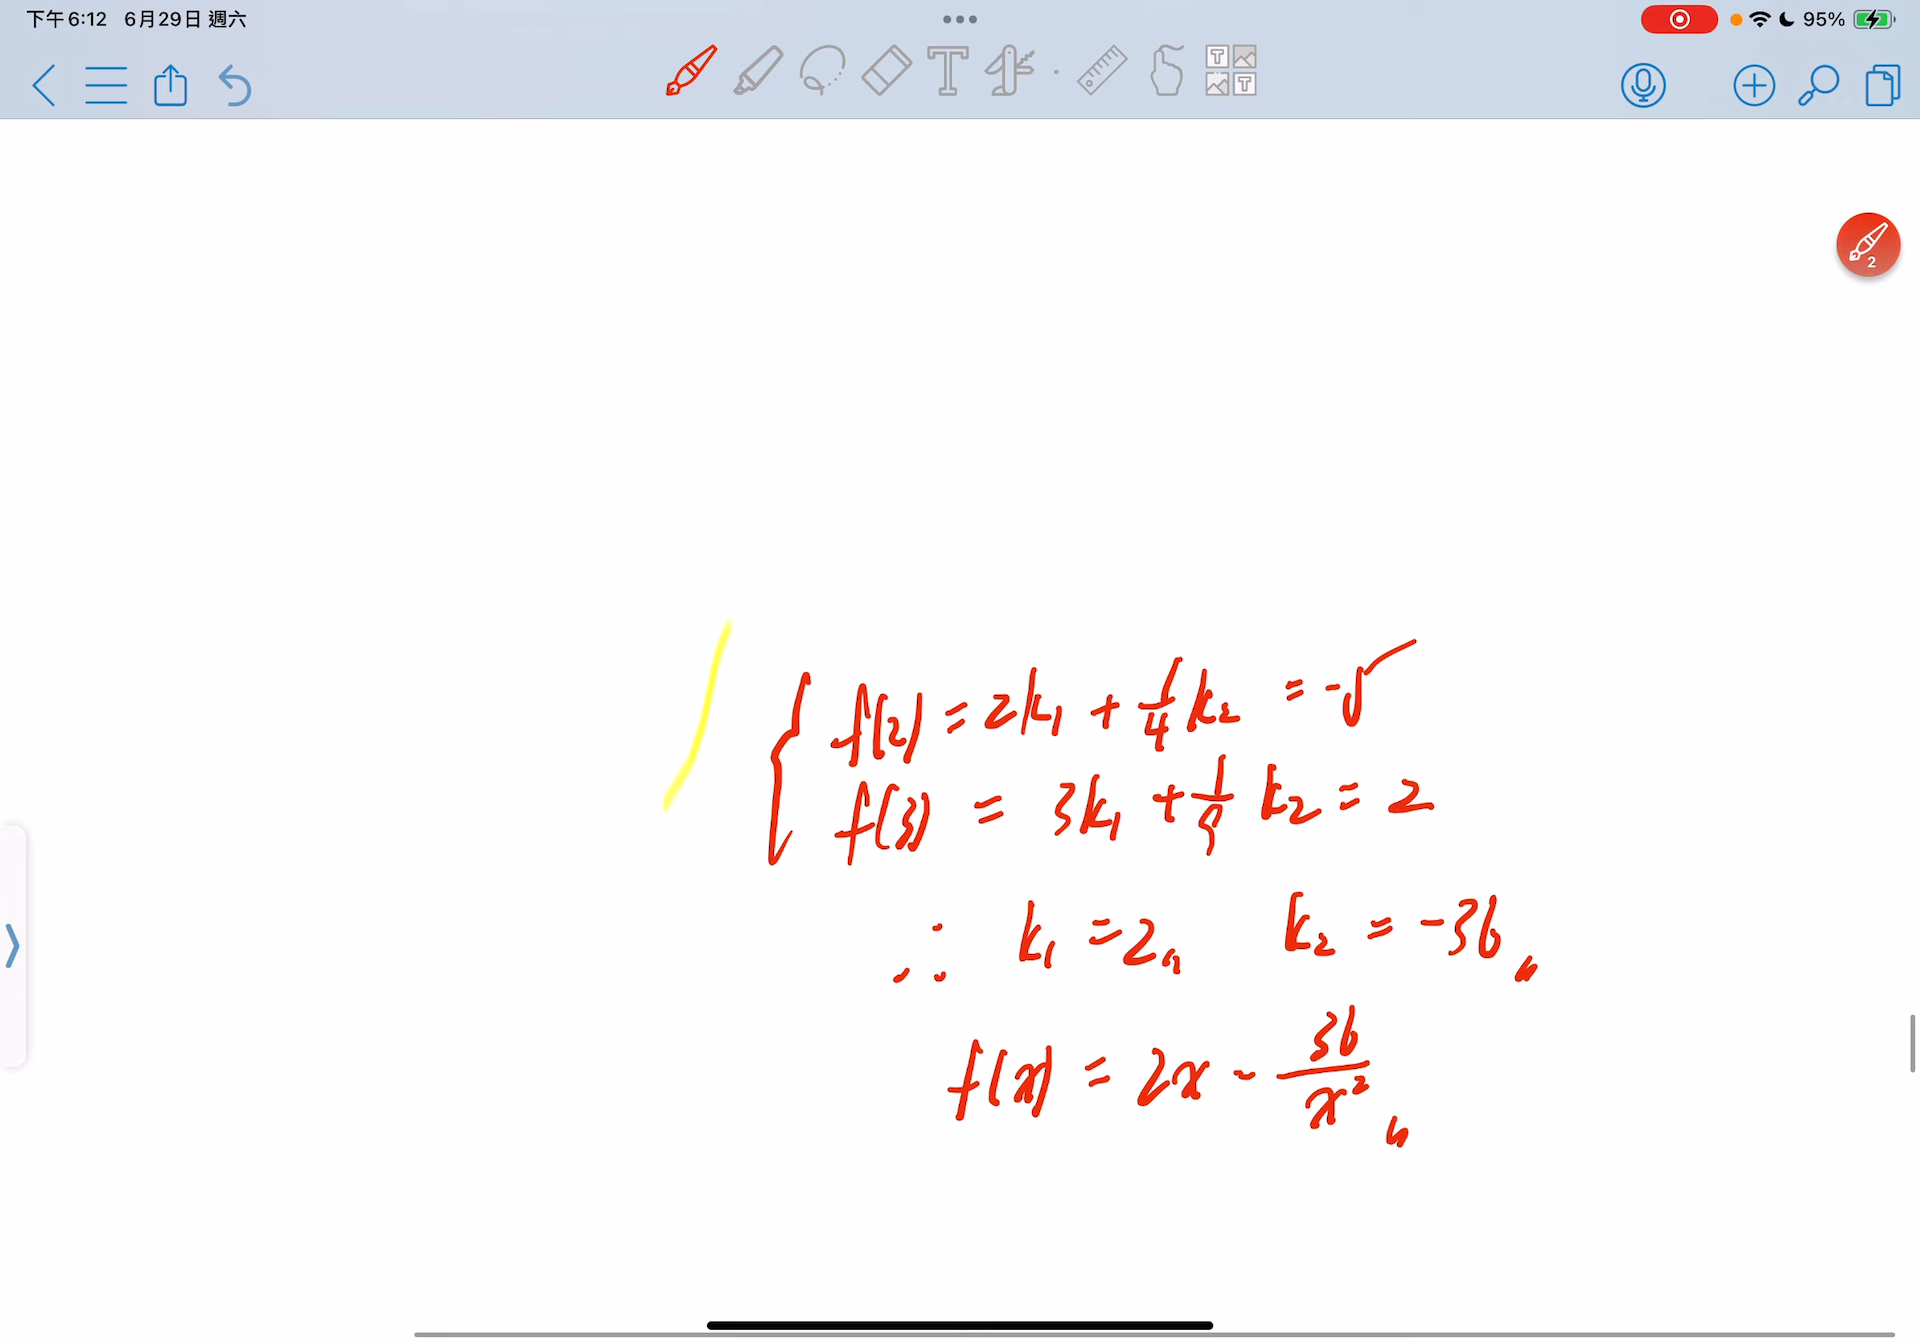 下午6:12 6月29日 週六
95%
2
f(2) = 2k₁ + 1/4 k₂ = -5
f(3) = 3k₁ + 1/9 k₂ = 2
∴ k₁ = 2 〃 k₂ = -36 〃
f(x) = 2x - 36/x² 〃